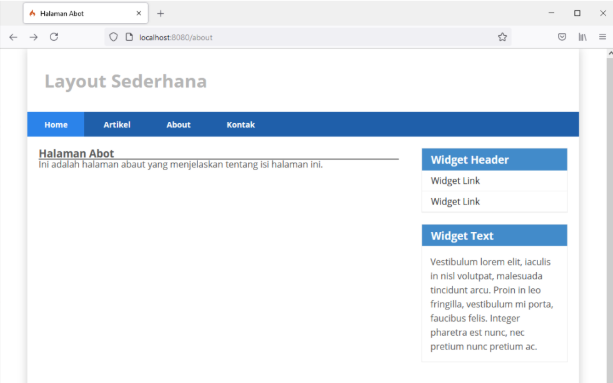 Halaman Abot
localhost:8080/about
Layout Sederhana
Home Artikel About Kontak
Halaman Abot
Ini adalah halaman abaut yang menjelaskan tentang isi halaman ini.
Widget Header
Widget Link
Widget Link
Widget Text
Vestibulum lorem elit, iaculis
in nisl volutpat, malesuada
tincidunt arcu. Proin in leo
fringilla, vestibulum mi porta,
faucibus felis. Integer
pharetra est nunc, nec
pretium nunc pretium ac.